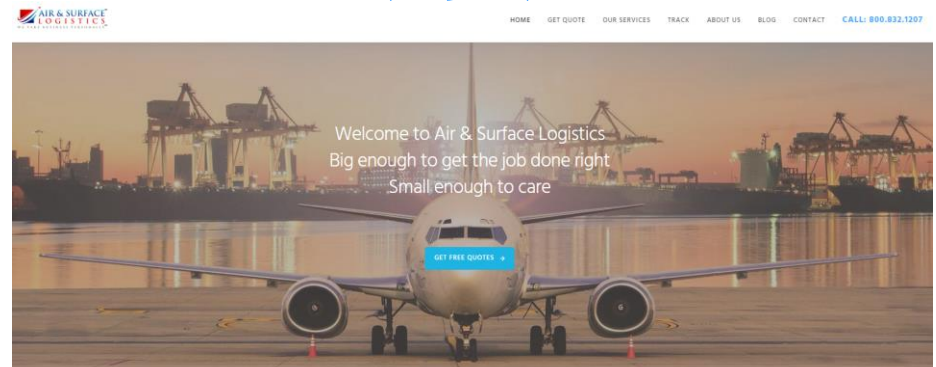 AIR & SURFACE
LOGISTICS
HOME GET QUOTE OUR SERVICES TRACK ABOUT US BLOG CONTACT CALL: 800.832.1207
Welcome to Air & Surface Logistics
Big enough to get the job done right
Small enough to care
GET FREE QUOTES →